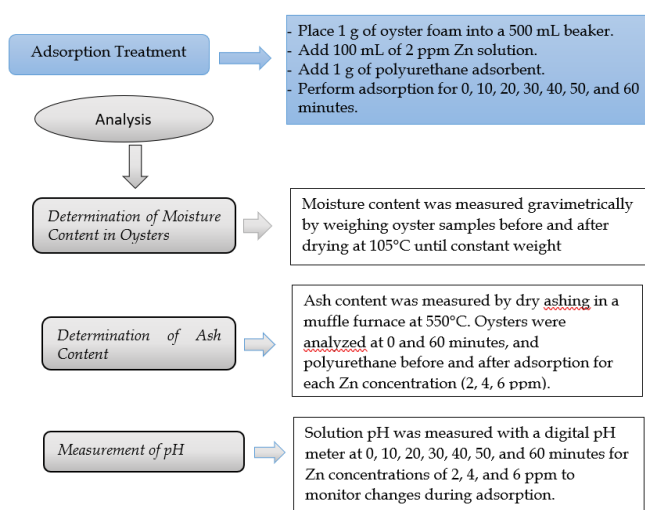 Adsorption Treatment
- Place 1 g of oyster foam into a 500 mL beaker.
- Add 100 mL of 2 ppm Zn solution.
- Add 1 g of polyurethane adsorbent.
- Perform adsorption for 0, 10, 20, 30, 40, 50, and 60
minutes.
Analysis
Determination of Moisture
Content in Oysters
Moisture content was measured gravimetrically
by weighing oyster samples before and after
drying at 105°C until constant weight
Determination of Ash
Content
Ash content was measured by dry ashing in a
muffle furnace at 550°C. Oysters were
analyzed at 0 and 60 minutes, and
polyurethane before and after adsorption for
each Zn concentration (2, 4, 6 ppm).
Measurement of pH
Solution pH was measured with a digital pH
meter at 0, 10, 20, 30, 40, 50, and 60 minutes for
Zn concentrations of 2, 4, and 6 ppm to
monitor changes during adsorption.